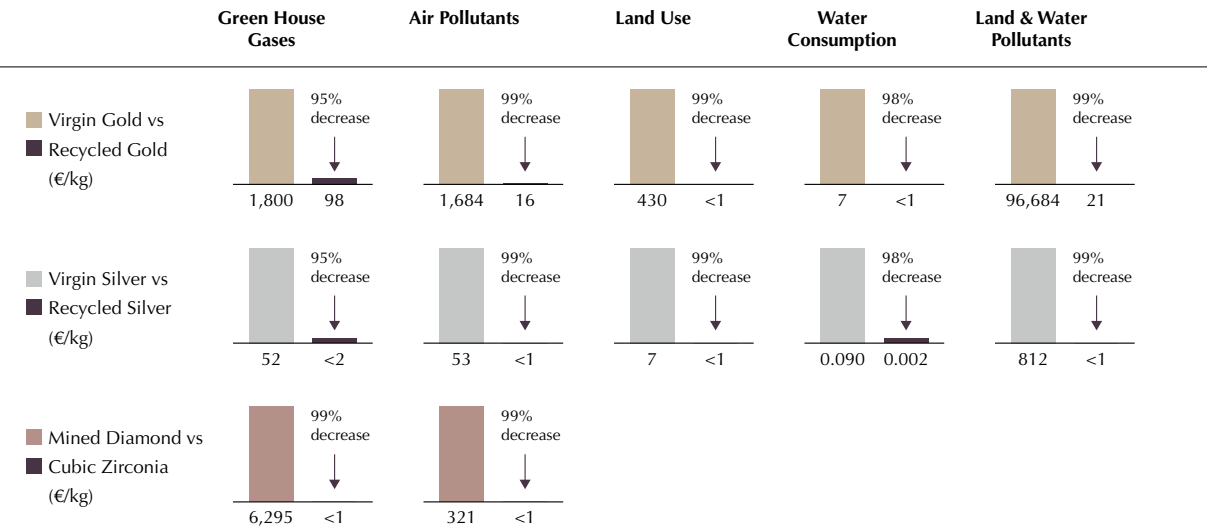 Green House
Gases
Air Pollutants
Land Use
Water
Consumption
Land & Water
Pollutants
Virgin Gold vs
Recycled Gold
(€/kg)
95%
decrease
1,800 98
99%
decrease
1,684 16
99%
decrease
430 <1
98%
decrease
7 <1
99%
decrease
96,684 21
Virgin Silver vs
Recycled Silver
(€/kg)
95%
decrease
52 <2
99%
decrease
53 <1
99%
decrease
7 <1
98%
decrease
0.090 0.002
99%
decrease
812 <1
Mined Diamond vs
Cubic Zirconia
(€/kg)
99%
decrease
6,295 <1
99%
decrease
321 <1